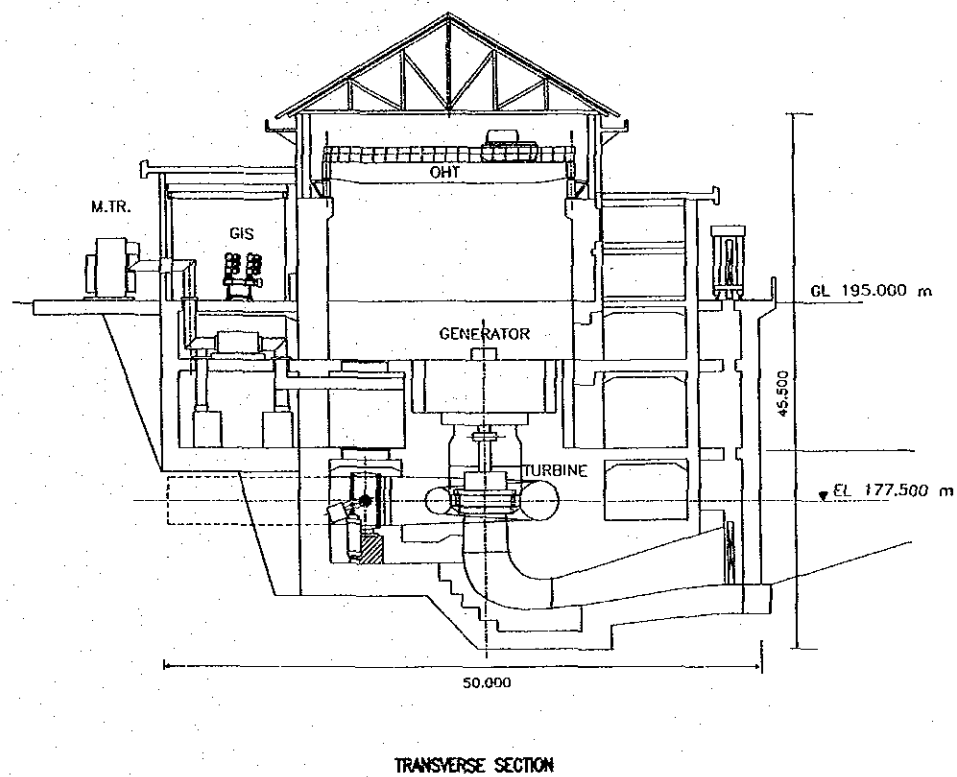 OHT
M.TR.
GIS
GL 195.000 m
GENERATOR
45.500
TURBINE
EL 177.500 m
50.000
TRANSVERSE SECTION